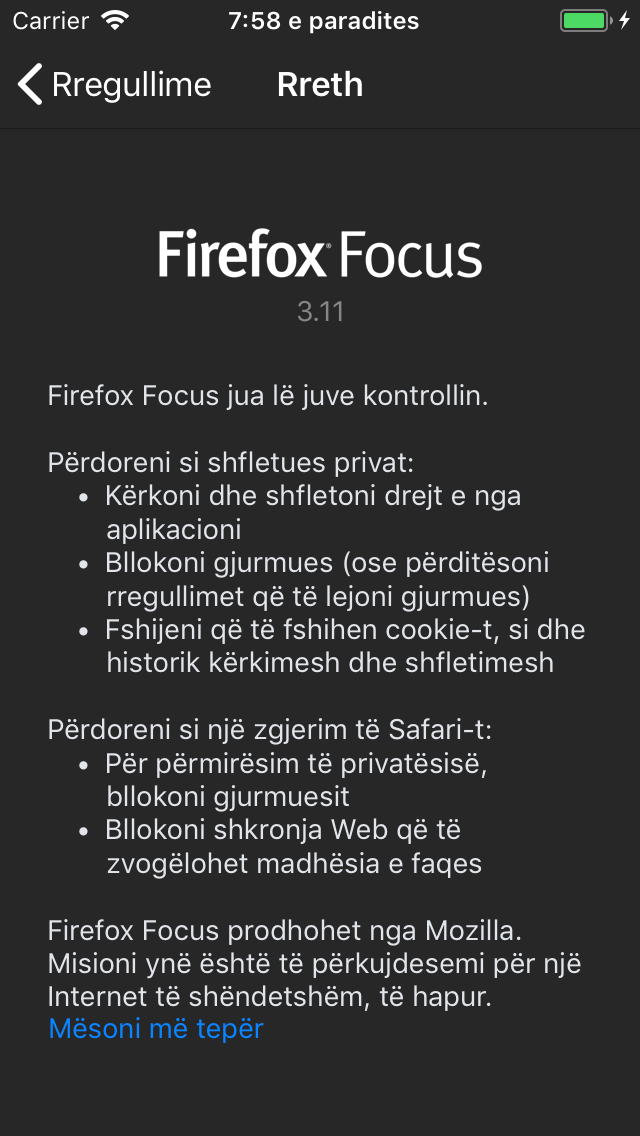 Carrier 7:58 e paradites
Rregullime Rreth
Firefox Focus
3.11
Firefox Focus jua lë juve kontrollin.
Përdoreni si shfletues privat:
• Kërkoni dhe shfletoni drejt e nga
aplikacioni
• Bllokoni gjurmues (ose përditësoni
rregullimet që të lejoni gjurmues)
• Fshijeni që të fshihen cookie-t, si dhe
historik kërkimesh dhe shfletimesh
Përdoreni si një zgjerim të Safari-t:
• Për përmirësim të privatësisë,
bllokoni gjurmuesit
• Bllokoni shkronja Web që të
zvogëlohet madhësia e faqes
Firefox Focus prodhohet nga Mozilla.
Misioni ynë është të përkujdesemi për një
Internet të shëndetshëm, të hapur.
Mësoni më tepër